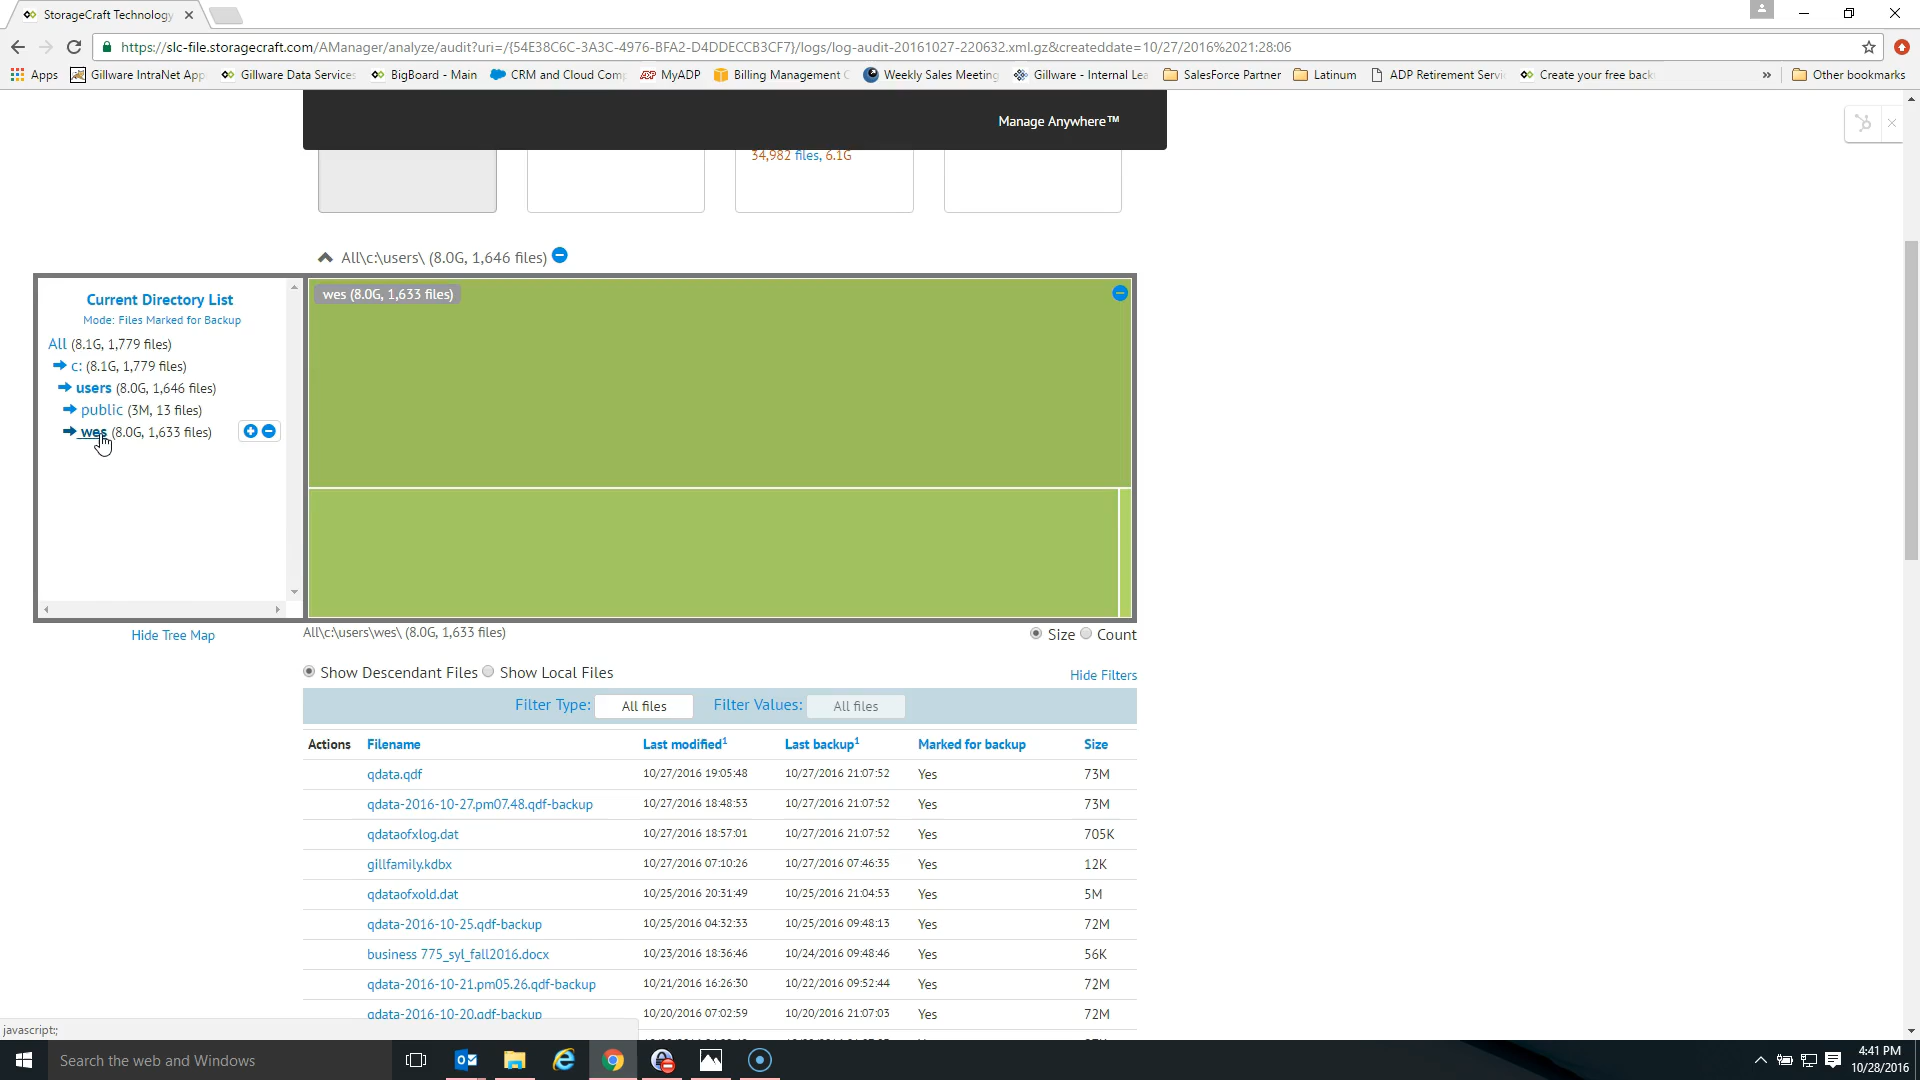 StorageCraft Technology
https://slc-file.storagecraft.com/AManager/analyze/audit?uri=/{54E38C6C-3A3C-4976-BFA2-D4DDECCB3CF7}/logs/log-audit-20161027-220632.xml.gz&createddate=10/27/2016%2021:28:06
Apps Gillware IntraNet App Gillware Data Services BigBoard - Main CRM and Cloud Comp MyADP Billing Management C Weekly Sales Meeting Gillware - Internal Lea SalesForce Partner Latinum ADP Retirement Servi Create your free back » Other bookmarks
Manage Anywhere™
34,982 files, 6.1G
All\c:\users\ (8.0G, 1,646 files)
Current Directory List
Mode: Files Marked for Backup
All (8.1G, 1,779 files)
c: (8.1G, 1,779 files)
users (8.0G, 1,646 files)
public (3M, 13 files)
wes (8.0G, 1,633 files)
wes (8.0G, 1,633 files)
Hide Tree Map
All\c:\users\wes\ (8.0G, 1,633 files)
Size Count
Show Descendant Files Show Local Files
Hide Filters
Filter Type: All files Filter Values: All files
Actions Filename Last modified1 Last backup1 Marked for backup Size
qdata.qdf 10/27/2016 19:05:48 10/27/2016 21:07:52 Yes 73M
qdata-2016-10-27.pm07.48.qdf-backup 10/27/2016 18:48:53 10/27/2016 21:07:52 Yes 73M
qdataofxlog.dat 10/27/2016 18:57:01 10/27/2016 21:07:52 Yes 705K
gillfamily.kdbx 10/27/2016 07:10:26 10/27/2016 07:46:35 Yes 12K
qdataofxold.dat 10/25/2016 20:31:49 10/25/2016 21:04:53 Yes 5M
qdata-2016-10-25.qdf-backup 10/25/2016 04:32:33 10/25/2016 09:48:13 Yes 72M
business 775_syl_fall2016.docx 10/23/2016 18:36:46 10/24/2016 09:48:46 Yes 56K
qdata-2016-10-21.pm05.26.qdf-backup 10/21/2016 16:26:30 10/22/2016 09:52:44 Yes 72M
qdata-2016-10-20.qdf-backup 10/20/2016 07:02:59 10/20/2016 21:07:03 Yes 72M
javascript:;
Search the web and Windows
4:41 PM
10/28/2016